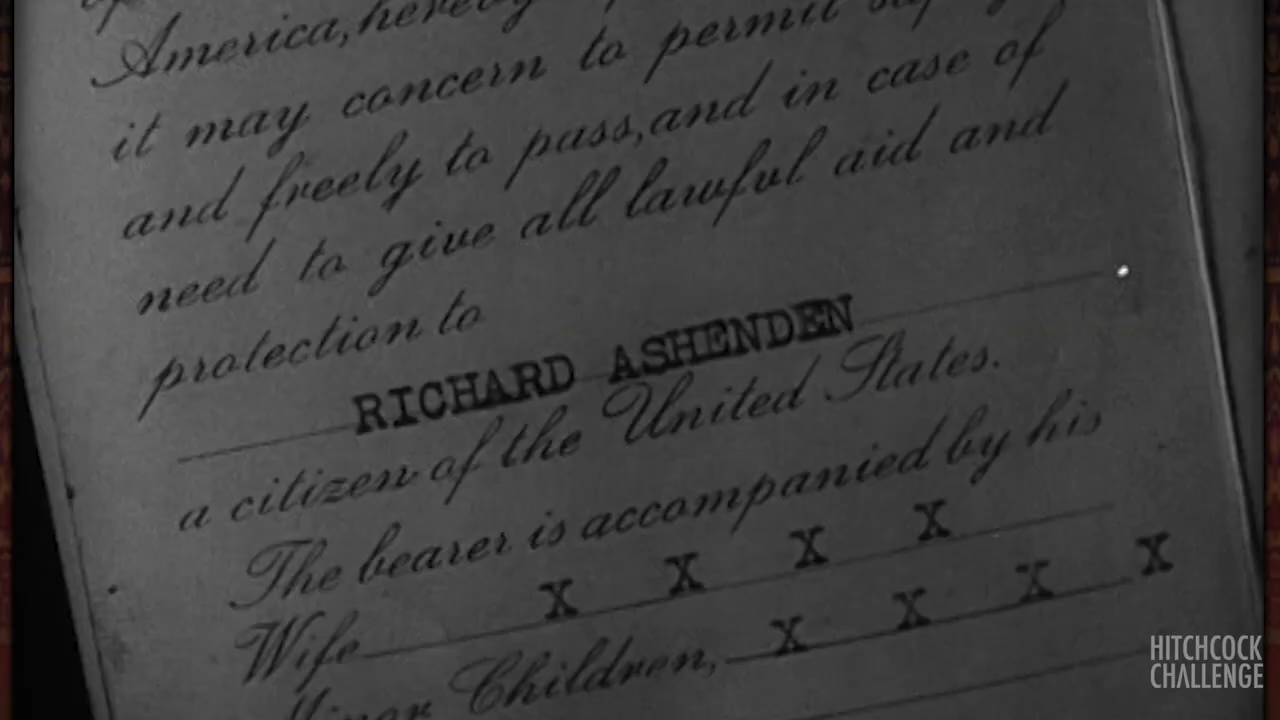 America, hereby
it may concern to permit
and freely to pass, and in case of
need to give all lawful aid and
protection to
RICHARD ASHENDEN
a citizen of the United States.
The bearer is accompanied by his
Wife X X X X
Minor Children, X X X X
HITCHCOCK
CHALLENGE